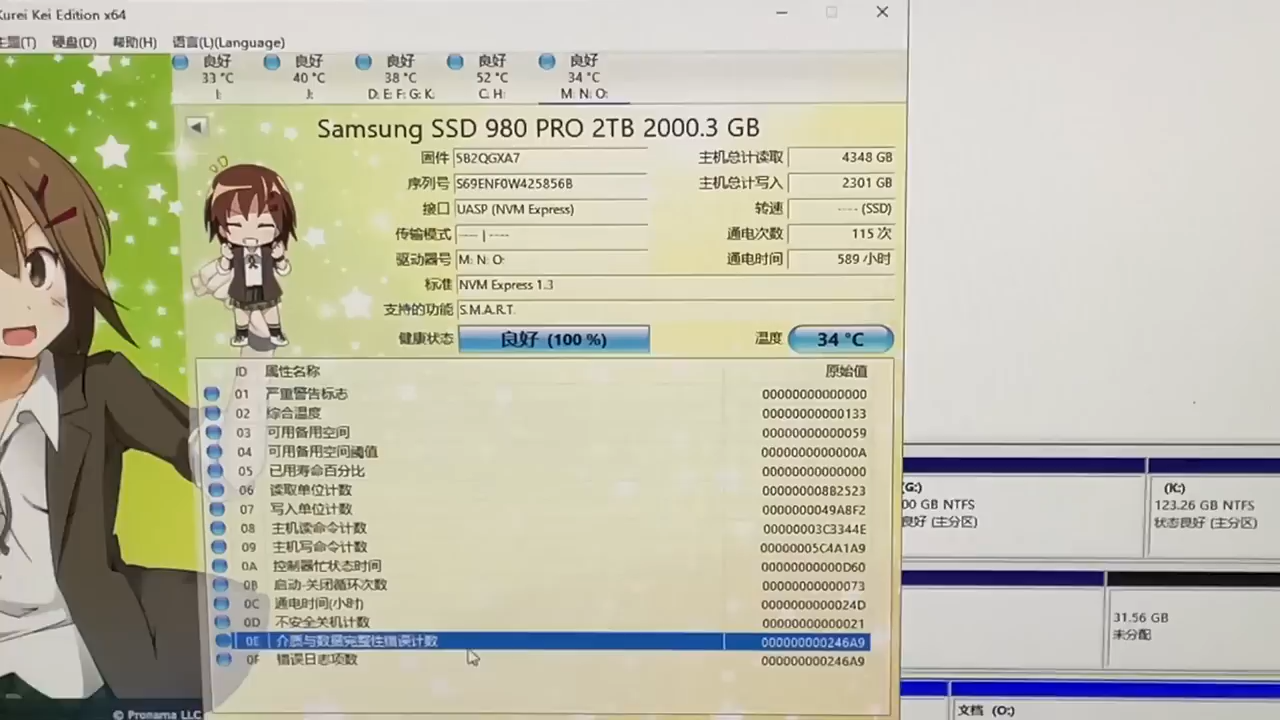 Kurei Kei Edition x64
主题(T) 硬盘(D) 帮助(H) 语言(L)(Language)
良好 良好 良好 良好 良好
33 °C 40 °C 38 °C 52 °C 34 °C
I: J: D: E: F: G: K: C: H: M: N: O:
Samsung SSD 980 PRO 2TB 2000.3 GB
固件 5B2QGXA7 主机总计读取 4348 GB
序列号 S69ENF0W425856B 主机总计写入 2301 GB
接口 UASP (NVM Express) 转速 ---- (SSD)
传输模式 ---- | ---- 通电次数 115 次
驱动器号 M: N: O: 通电时间 589 小时
标准 NVM Express 1.3
支持的功能 S.M.A.R.T.
健康状态 良好 (100 %) 温度 34 °C
ID 属性名称 原始值
01 严重警告标志 00000000000000
02 综合温度 00000000000133
03 可用备用空间 00000000000059
04 可用备用空间阈值 0000000000000A
05 已用寿命百分比 00000000000000
06 读取单位计数 000000008B2523
07 写入单位计数 000000049A8F2
08 主机读命令计数 00000003C3344E
09 主机写命令计数 00000005C4A1A9
0A 控制器忙状态时间 00000000000D60
0B 启动-关闭循环次数 00000000000073
0C 通电时间(小时) 0000000000024D
0D 不安全关机计数 00000000000021
0E 介质与数据完整性错误计数 000000000246A9
0F 错误日志项数 000000000246A9
© Pronama LLC
(G:)
00 GB NTFS
良好 (主分区)
(K:)
123.26 GB NTFS
状态良好 (主分区)
31.56 GB
未分配
文档 (O:)